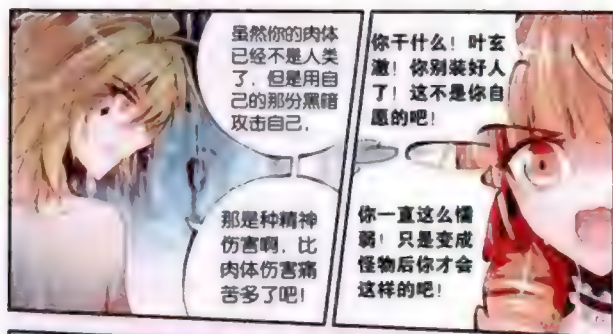 虽然你的肉体
已经不是人类
了，但是用自
己的那份黑暗
攻击自己，
那是种精神
伤害啊，比
肉体伤害痛
苦多了吧！
你干什么！叶玄
澈！你别装好人
了！这不是你自
愿的吧！
你一直这么懦
弱！只是变成
怪物后你才会
这样的吧！